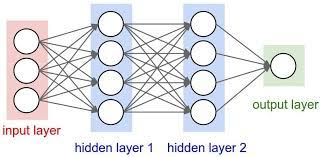 input layer
hidden layer 1
hidden layer 2
output layer